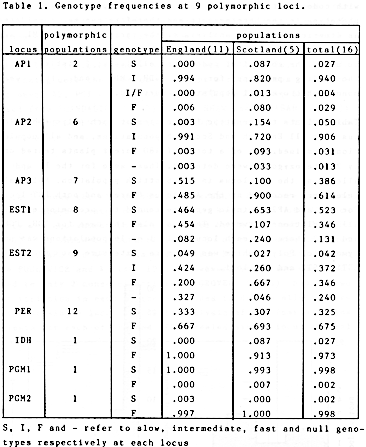 Table 1. Genotype frequencies at 9 polymorphic loci.
polymorphic populations
locus populations genotype England(11) Scotland(5) total(16)
AP1 2 S .000 .087 .027
I .994 .820 .940
I/F .000 .013 .004
F .006 .080 .029
AP2 6 S .003 .154 .050
I .991 .720 .906
F .003 .093 .031
- .003 .033 .013
AP3 7 S .515 .100 .386
F .485 .900 .614
EST1 8 S .464 .653 .523
F .454 .107 .346
- .082 .240 .131
EST2 9 S .049 .027 .042
I .424 .260 .372
F .200 .667 .346
- .327 .046 .240
PER 12 S .333 .307 .325
F .667 .693 .675
IDH 1 S .000 .087 .027
F 1.000 .913 .973
PGM1 1 S 1.000 .993 .998
F .000 .007 .002
PGM2 1 S .003 .000 .002
F .997 1.000 .998
S, I, F and - refer to slow, intermediate, fast and null geno-
types respectively at each locus